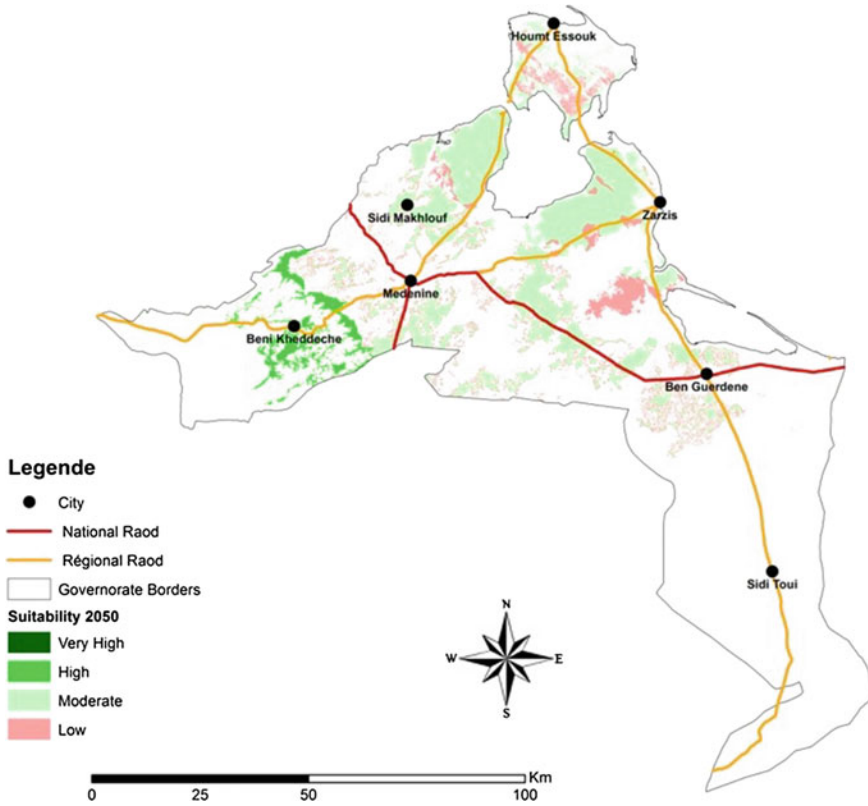 Houmt Essouk
Sidi Makhlouf
Zarzis
Medenine
Beni Kheddeche
Ben Guerdene
Sidi Toui
Legende
City
National Raod
Régional Raod
Governorate Borders
Suitability 2050
Very High
High
Moderate
Low
N
W E
S
Km
0 25 50 100